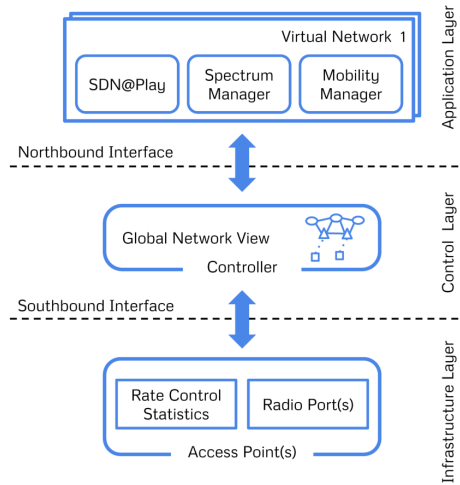 Virtual Network 1
SDN@Play
Spectrum
Manager
Mobility
Manager
Application Layer
Northbound Interface
Global Network View
Controller
Control Layer
Southbound Interface
Rate Control
Statistics
Radio Port(s)
Access Point(s)
Infrastructure Layer